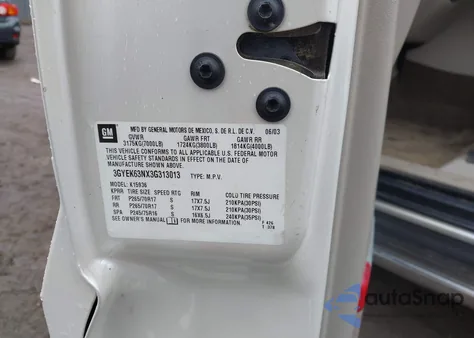 GM
MFD. BY GENERAL MOTORS DE MEXICO, S. DE R.L. DE C.V. 06/03
GVWR GAWR FRT GAWR RR
3175KG(7000LB) 1724KG(3800LB) 1814KG(4000LB)
THIS VEHICLE CONFORMS TO ALL APPLICABLE U.S. FEDERAL MOTOR
VEHICLE SAFETY STANDARDS IN EFFECT ON THE DATE OF
MANUFACTURE SHOWN ABOVE.
3GYEK63NX3G313013 TYPE: M.P.V.
MODEL: K15936
TIRE SIZE SPEED RTG RIM COLD TIRE PRESSURE
FRT P265/70R17 S 17X7.5J 210KPA(30PSI)
RR P265/70R17 S 17X7.5J 210KPA(30PSI)
SPA P245/75R16 S 16X6.5J 240KPA(35PSI)
SEE OWNER'S MANUAL FOR MORE INFORMATION.
AutoSnap